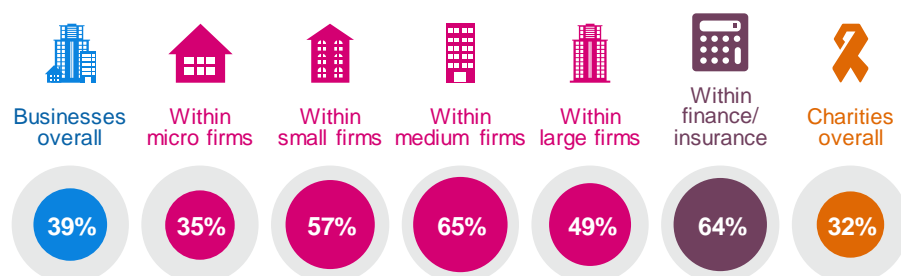 Businesses
overall
Within
micro firms
Within
small firms
Within
medium firms
Within
large firms
Within
finance/
insurance
Charities
overall
39%
35%
57%
65%
49%
64%
32%